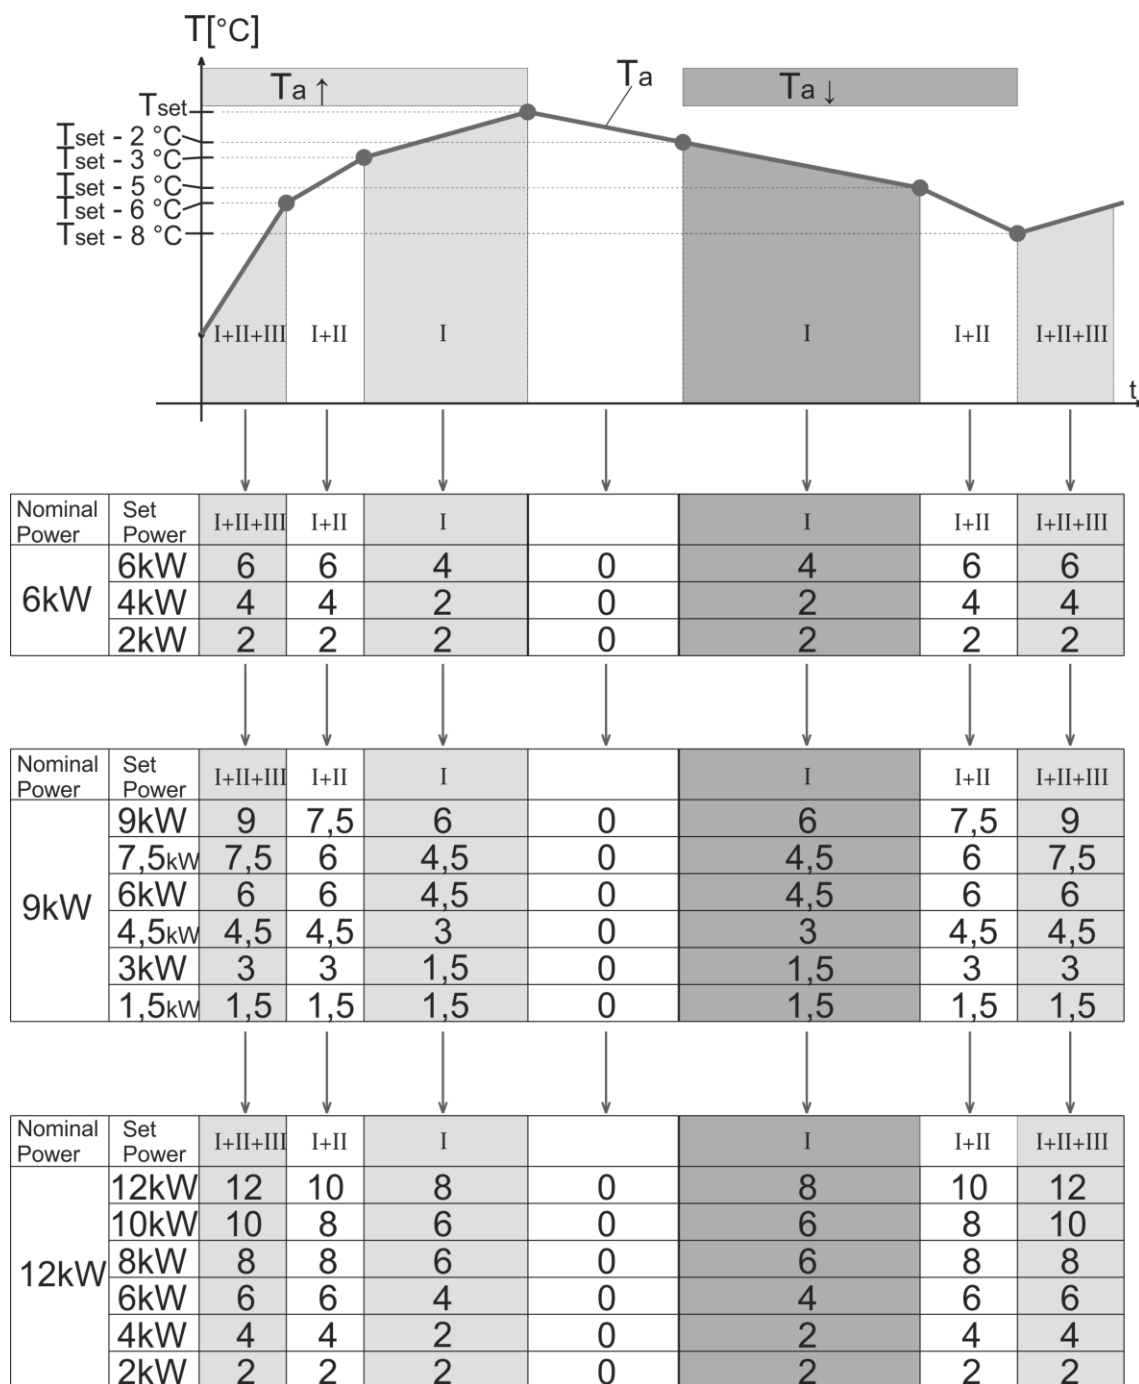 T[°C]
Ta ↑
Ta
Ta ↓
Tset
Tset - 2 °C
Tset - 3 °C
Tset - 5 °C
Tset - 6 °C
Tset - 8 °C
I+II+III I+II I I I+II I+II+III
t
Nominal Power Set Power I+II+III I+II I I I+II I+II+III
6kW
6kW 6 6 4 0 4 6 6
4kW 4 4 2 0 2 4 4
2kW 2 2 2 0 2 2 2
Nominal Power Set Power I+II+III I+II I I I+II I+II+III
9kW
9kW 9 7,5 6 0 6 7,5 9
7,5kW 7,5 6 4,5 0 4,5 6 7,5
6kW 6 6 4,5 0 4,5 6 6
4,5kW 4,5 4,5 3 0 3 4,5 4,5
3kW 3 3 1,5 0 1,5 3 3
1,5kW 1,5 1,5 1,5 0 1,5 1,5 1,5
Nominal Power Set Power I+II+III I+II I I I+II I+II+III
12kW
12kW 12 10 8 0 8 10 12
10kW 10 8 6 0 6 8 10
8kW 8 8 6 0 6 8 8
6kW 6 6 4 0 4 6 6
4kW 4 4 2 0 2 4 4
2kW 2 2 2 0 2 2 2